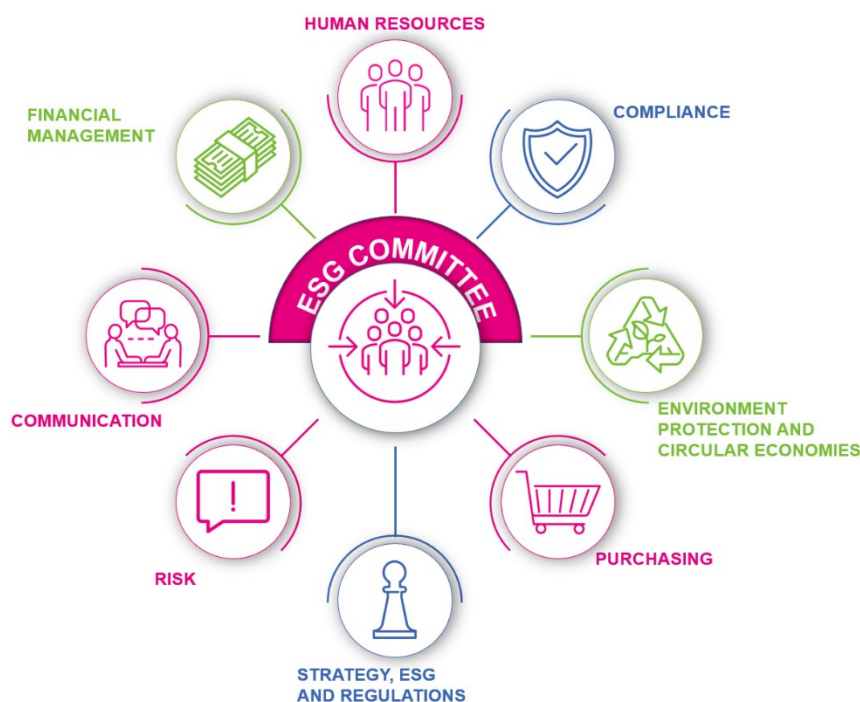 HUMAN RESOURCES
FINANCIAL
MANAGEMENT
COMPLIANCE
ESG COMMITTEE
COMMUNICATION
ENVIRONMENT
PROTECTION AND
CIRCULAR ECONOMIES
RISK
PURCHASING
STRATEGY, ESG
AND REGULATIONS